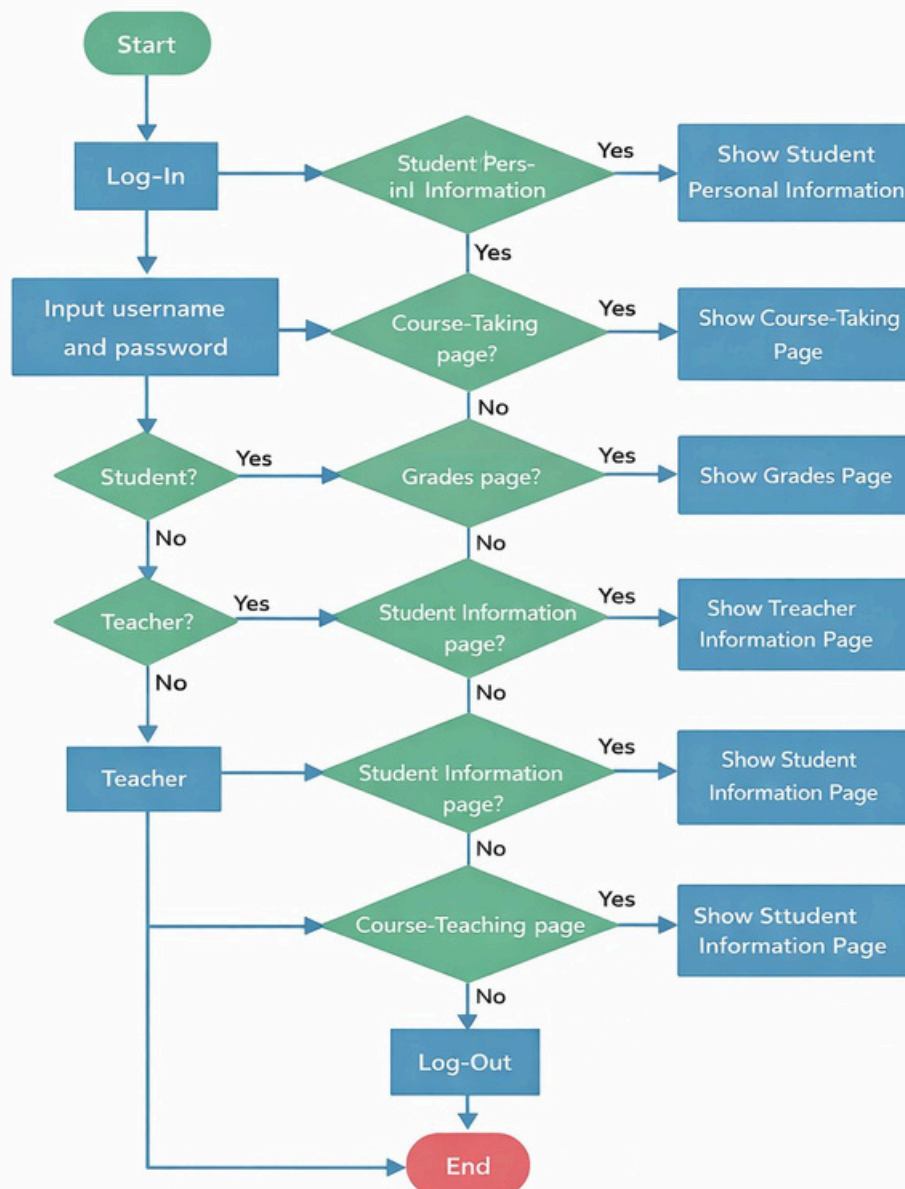 Start
Log-In
Student Pers-
inl Information
Yes
Show Student
Personal Information
Yes
Input username
and password
Course-Taking
page?
Yes
Show Course-Taking
Page
No
Student?
Yes
Grades page?
Yes
Show Grades Page
No
No
Teacher?
Yes
Student Information
page?
Yes
Show Treacher
Information Page
No
No
Teacher
Student Information
page?
Yes
Show Student
Information Page
No
Course-Teaching page
Yes
Show Sttudent
Information Page
No
Log-Out
End